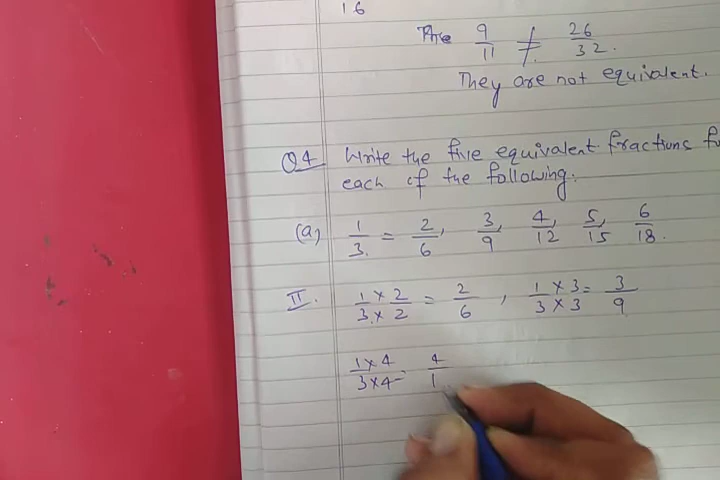 16
The 9/11 ≠ 26/32.
They are not equivalent.
Q4 Write the five equivalent fractions
each of the following.
(a) 1/3 = 2/6, 3/9, 4/12, 5/15, 6/18.
II. 1×2/3×2 = 2/6, 1×3/3×3 = 3/9
1×4/3×4 = 4/1